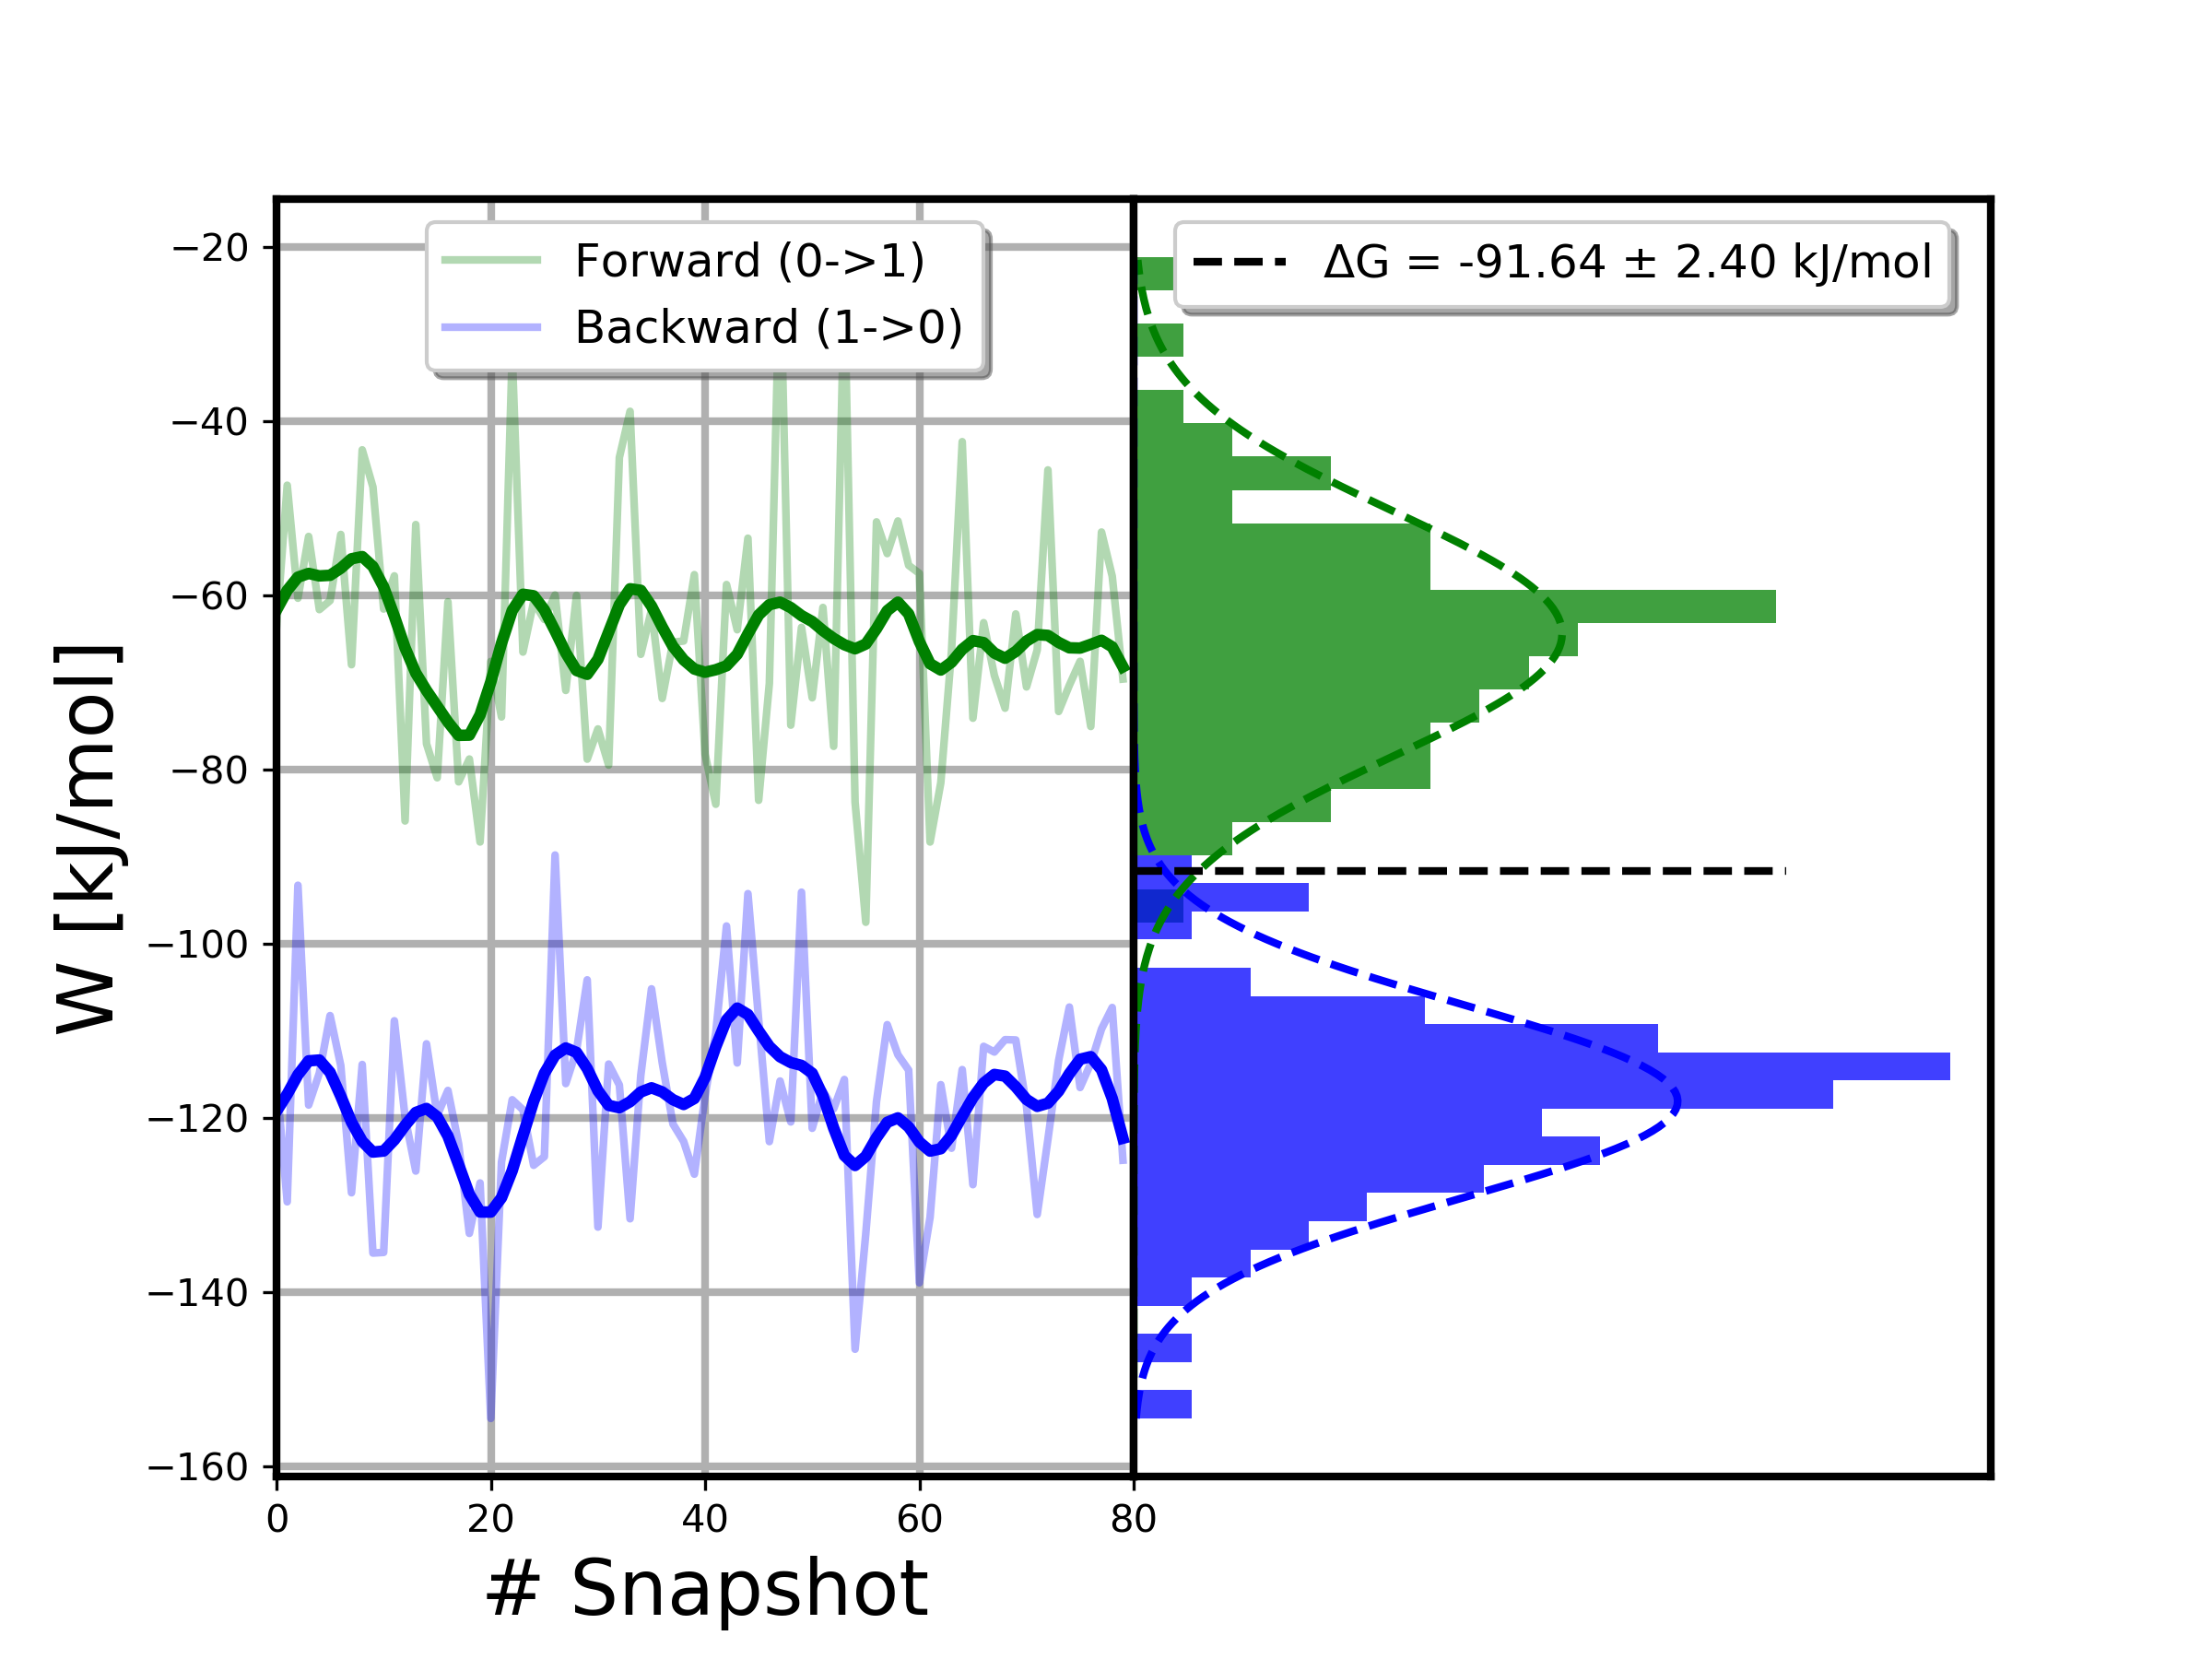 Forward (0->1)
Backward (1->0)
ΔG = -91.64 ± 2.40 kJ/mol
W [kJ/mol]
−20
−40
−60
−80
−100
−120
−140
−160
0 20 40 60 80
# Snapshot